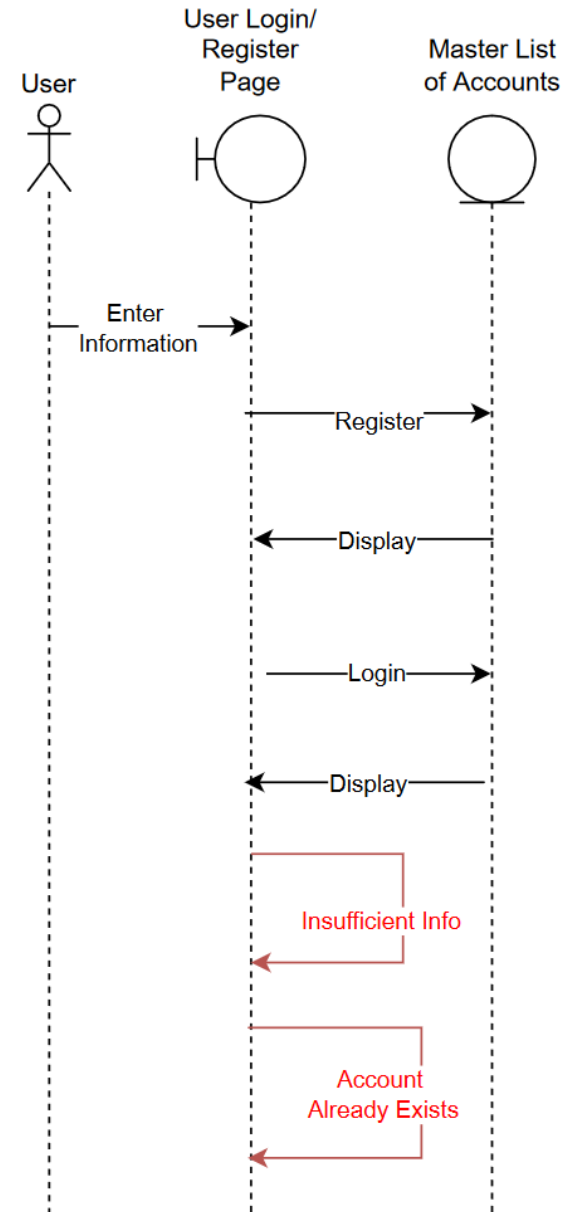 User Login/
Register
Page
User
Master List
of Accounts
Enter
Information
Register
Display
Login
Display
Insufficient Info
Account
Already Exists